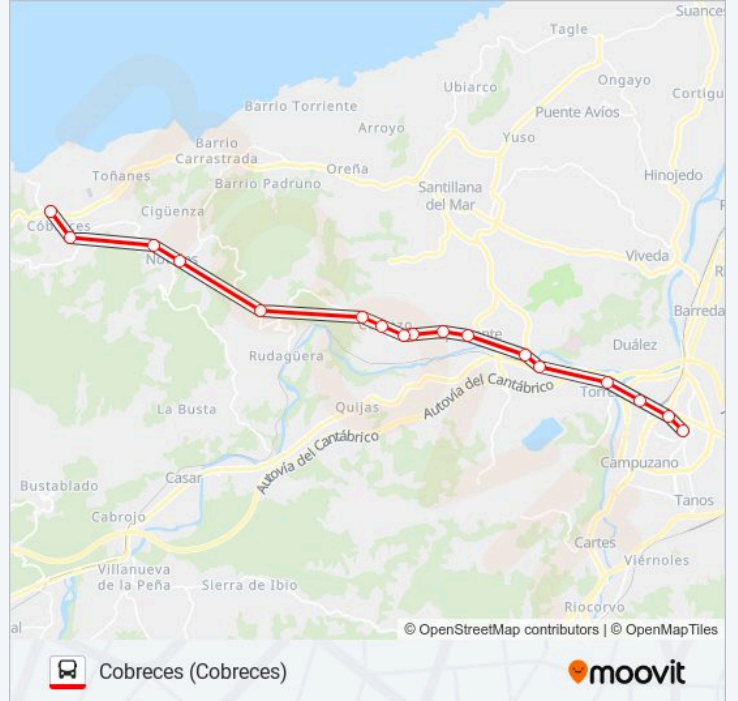 Suances
Tagle
Ubiarco
Ongayo
Cortigu
Barrio Torriente
Puente Avíos
Arroyo
Yuso
Barrio
Carrastrada
Oreña
Toñanes
Barrio Padruno
Hinojedo
Santillana
del Mar
Cigüenza
Viveda
Barreda
Duález
Rudagüera
Autovía del Cantábrico
La Busta
Quijas
Autovía del Cantábrico
Campuzano
Casar
Bustablado
Tanos
Cabrojo
Cartes
Viérnoles
Villanueva
de la Peña
Sierra de Ibio
Riocorvo
al
© OpenStreetMap contributors | © OpenMapTiles
Cobreces (Cobreces)
moovit